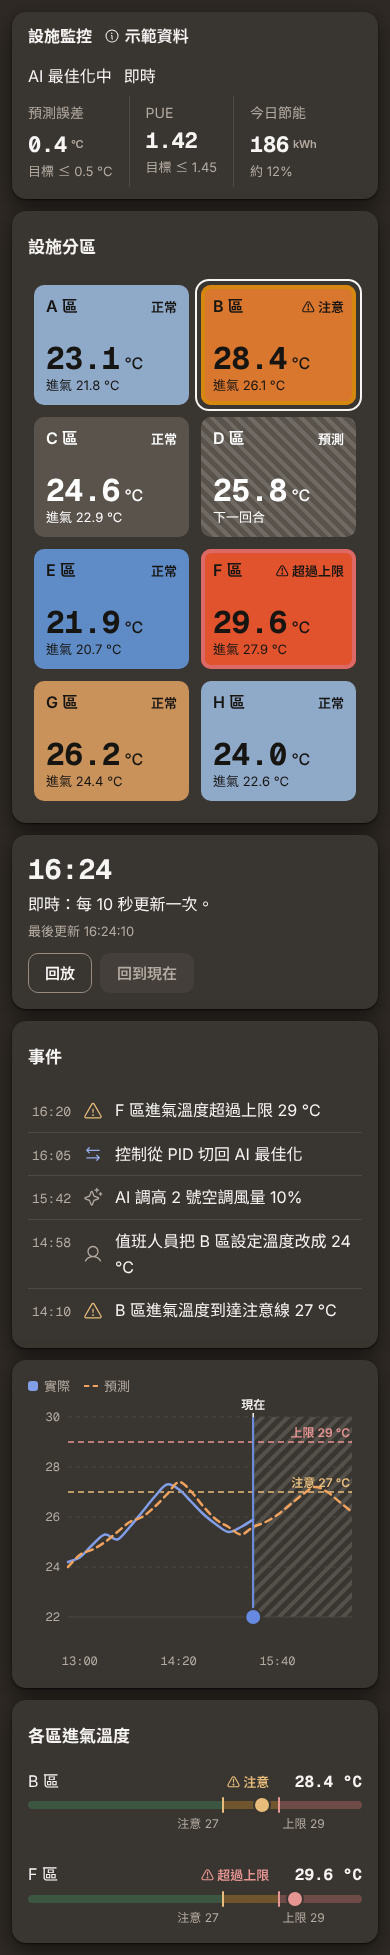 設施監控 示範資料
AI 最佳化中 即時
預測誤差 PUE 今日節能
0.4 °C 1.42 186 kWh
目標 ≤ 0.5 °C 目標 ≤ 1.45 約 12%
設施分區
A 區 正常
23.1 °C
進氣 21.8 °C
B 區 注意
28.4 °C
進氣 26.1 °C
C 區 正常
24.6 °C
進氣 22.9 °C
D 區 預測
25.8 °C
下一回合
E 區 正常
21.9 °C
進氣 20.7 °C
F 區 超過上限
29.6 °C
進氣 27.9 °C
G 區 正常
26.2 °C
進氣 24.4 °C
H 區 正常
24.0 °C
進氣 22.6 °C
16:24
即時：每 10 秒更新一次。
最後更新 16:24:10
回放 回到現在
事件
16:20 F 區進氣溫度超過上限 29 °C
16:05 控制從 PID 切回 AI 最佳化
15:42 AI 調高 2 號空調風量 10%
14:58 值班人員把 B 區設定溫度改成 24
°C
14:10 B 區進氣溫度到達注意線 27 °C
實際 預測
現在
30
上限 29 °C
28
注意 27 °C
26
24
22
13:00 14:20 15:40
各區進氣溫度
B 區 注意 28.4 °C
注意 27 上限 29
F 區 超過上限 29.6 °C
注意 27 上限 29